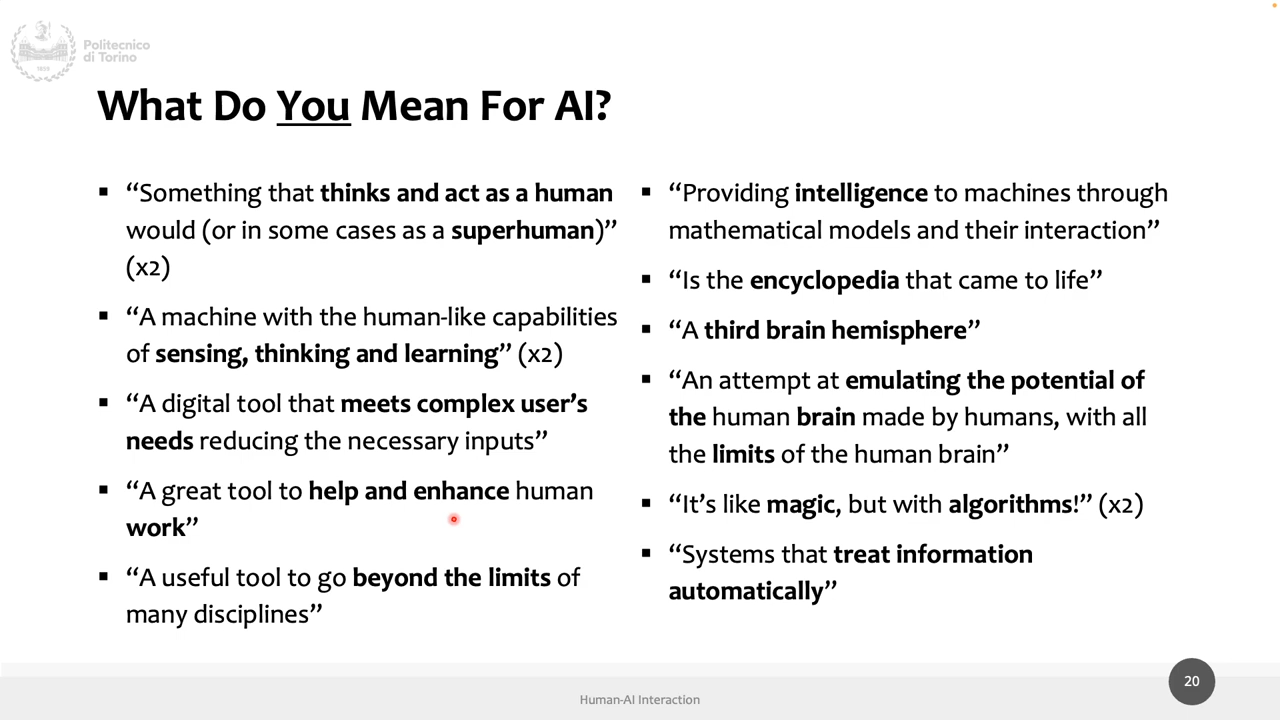 Politecnico
di Torino
1859
What Do You Mean For AI?
▪ “Something that thinks and act as a human
would (or in some cases as a superhuman)”
(x2)
▪ “A machine with the human-like capabilities
of sensing, thinking and learning” (x2)
▪ “A digital tool that meets complex user’s
needs reducing the necessary inputs”
▪ “A great tool to help and enhance human
work”
▪ “A useful tool to go beyond the limits of
many disciplines”
▪ “Providing intelligence to machines through
mathematical models and their interaction”
▪ “Is the encyclopedia that came to life”
▪ “A third brain hemisphere”
▪ “An attempt at emulating the potential of
the human brain made by humans, with all
the limits of the human brain”
▪ “It’s like magic, but with algorithms!” (x2)
▪ “Systems that treat information
automatically”
Human-AI Interaction
20